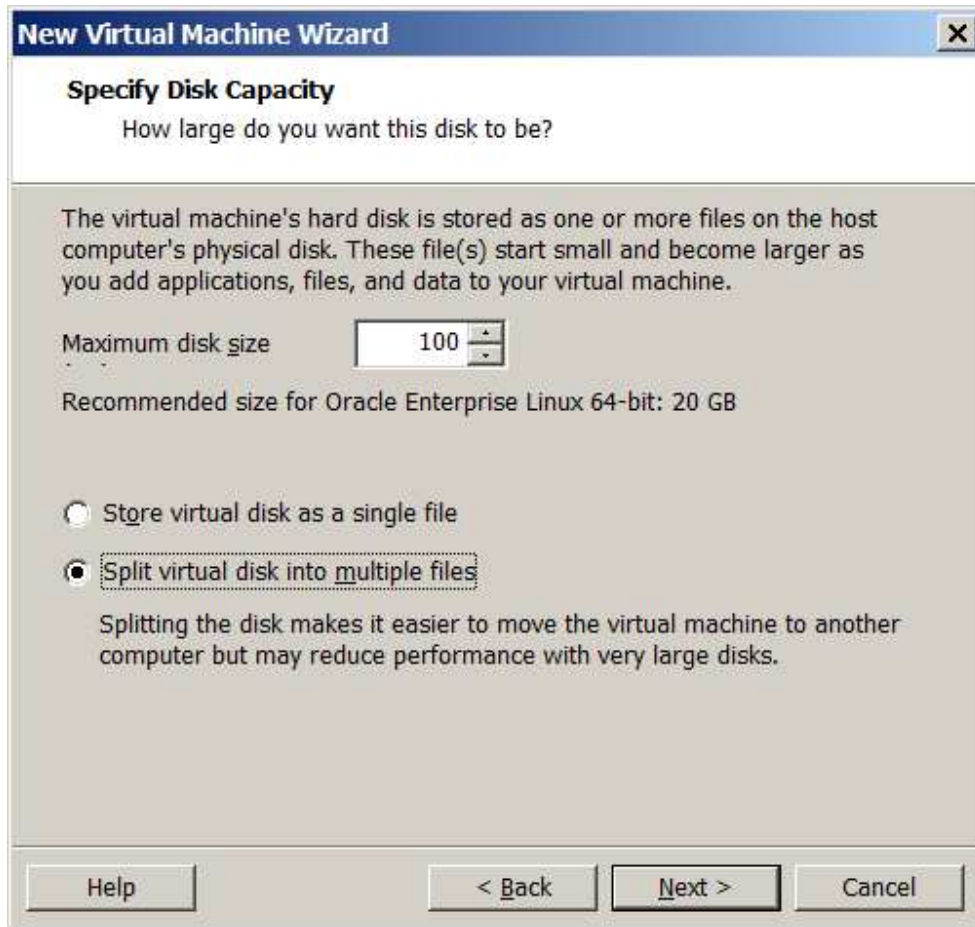 New Virtual Machine Wizard
Specify Disk Capacity
How large do you want this disk to be?
The virtual machine's hard disk is stored as one or more files on the host
computer's physical disk. These file(s) start small and become larger as
you add applications, files, and data to your virtual machine.
Maximum disk size 100
Recommended size for Oracle Enterprise Linux 64-bit: 20 GB
Store virtual disk as a single file
Split virtual disk into multiple files
Splitting the disk makes it easier to move the virtual machine to another
computer but may reduce performance with very large disks.
Help < Back Next > Cancel